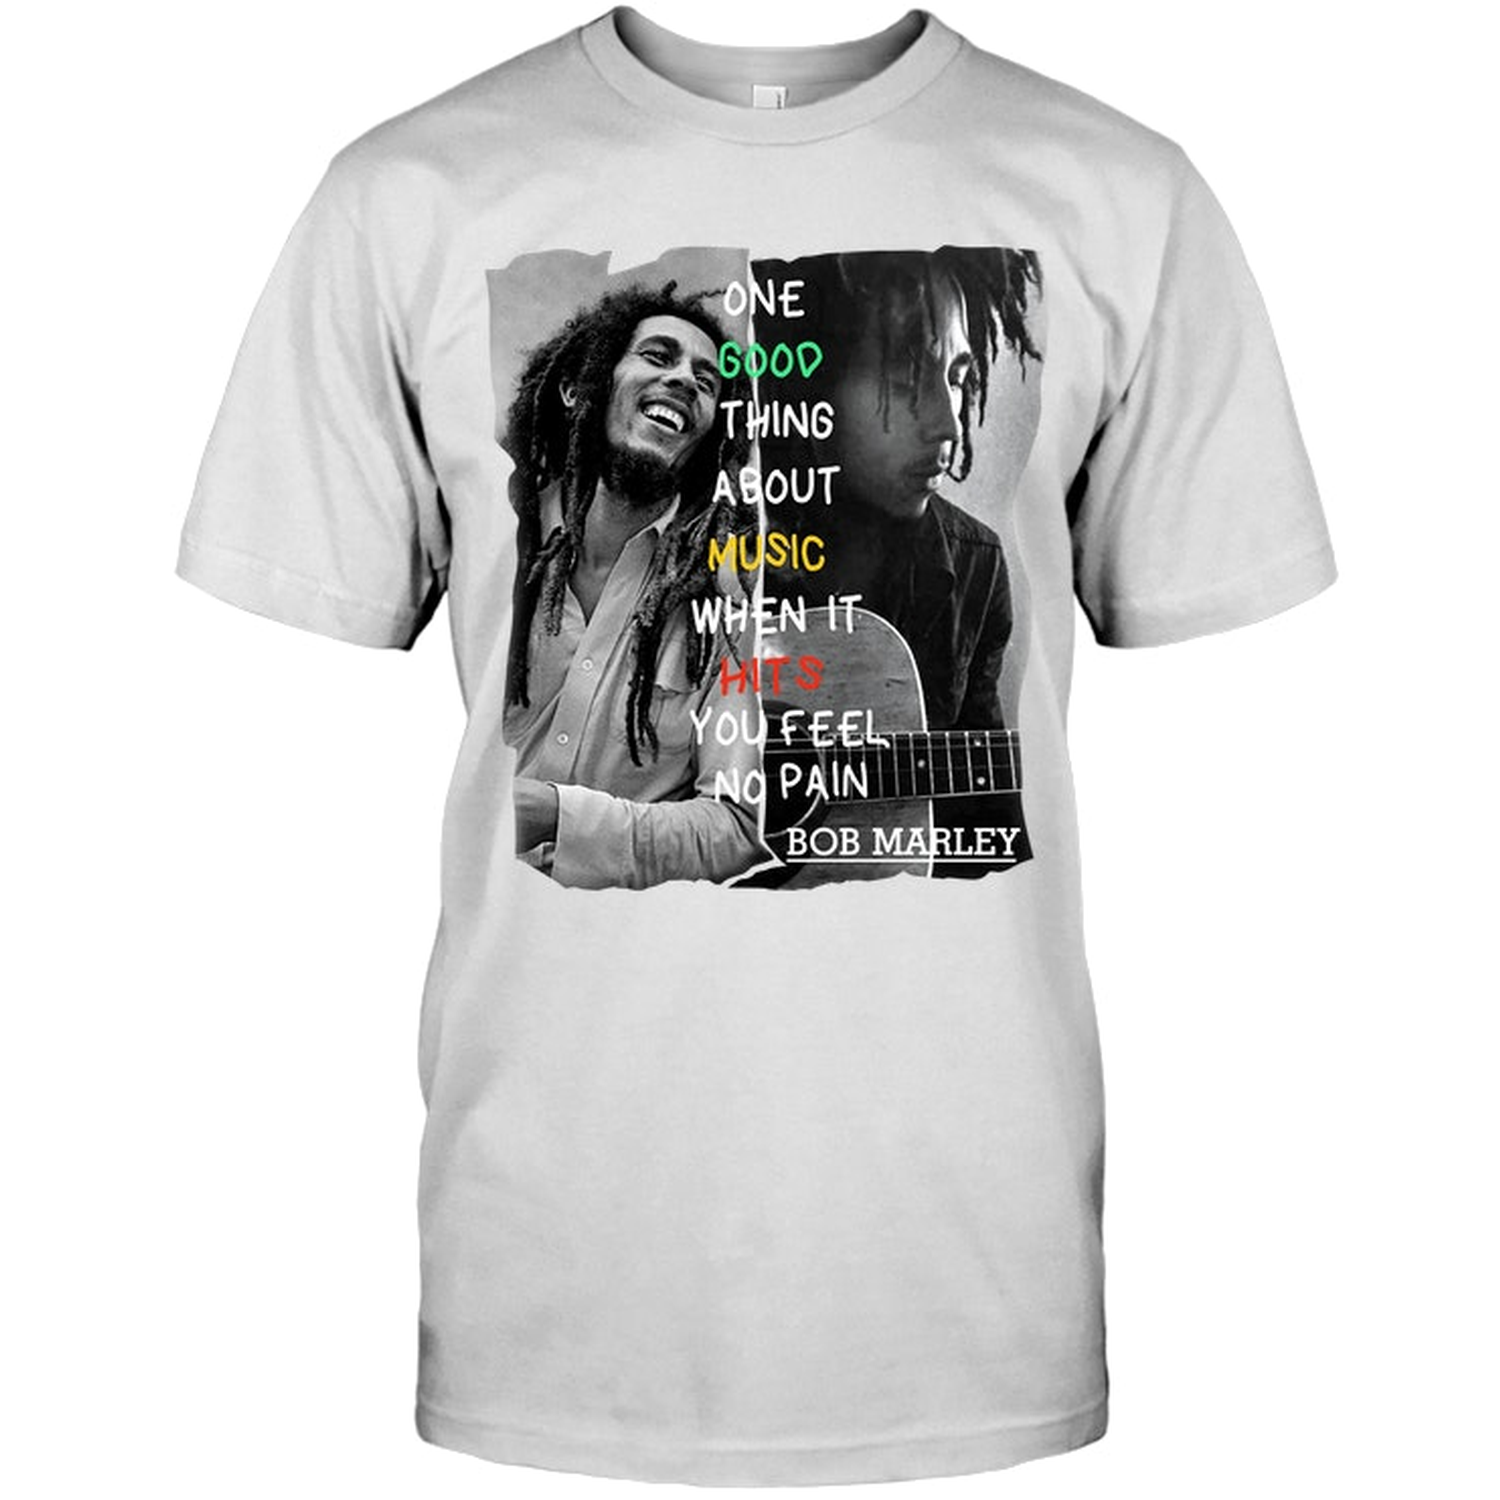 ONE
GOOD
THING
ABOUT
MUSIC
WHEN IT
HITS
YOU FEEL
NO PAIN
BOB MARLEY